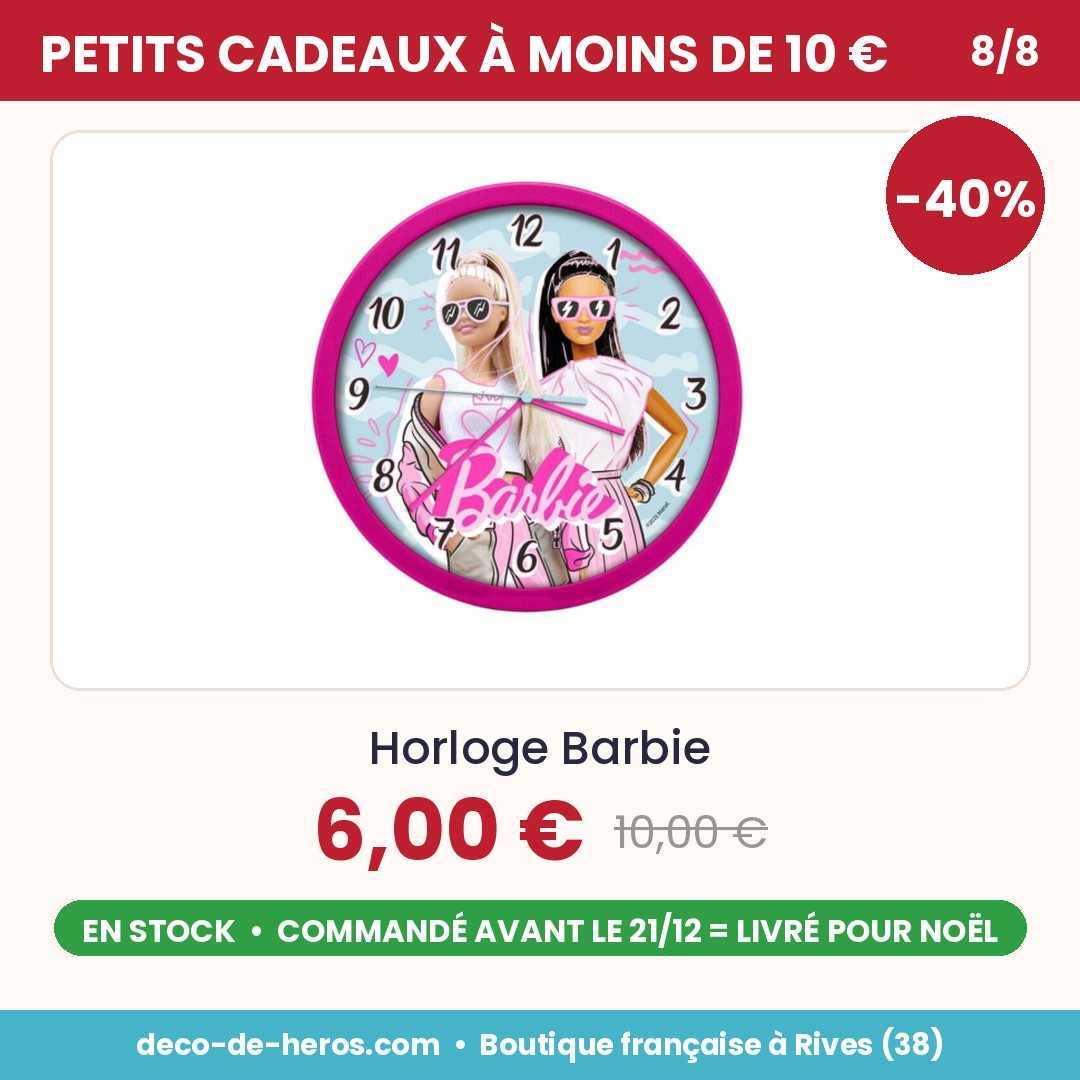 PETITS CADEAUX À MOINS DE 10 €
8/8
-40%
12
11
1
10
2
9
3
8
4
Barbie
7
5
6
Horloge Barbie
6,00 € 10,00 €
EN STOCK • COMMANDÉ AVANT LE 21/12 = LIVRÉ POUR NOËL
deco-de-heros.com • Boutique française à Rives (38)